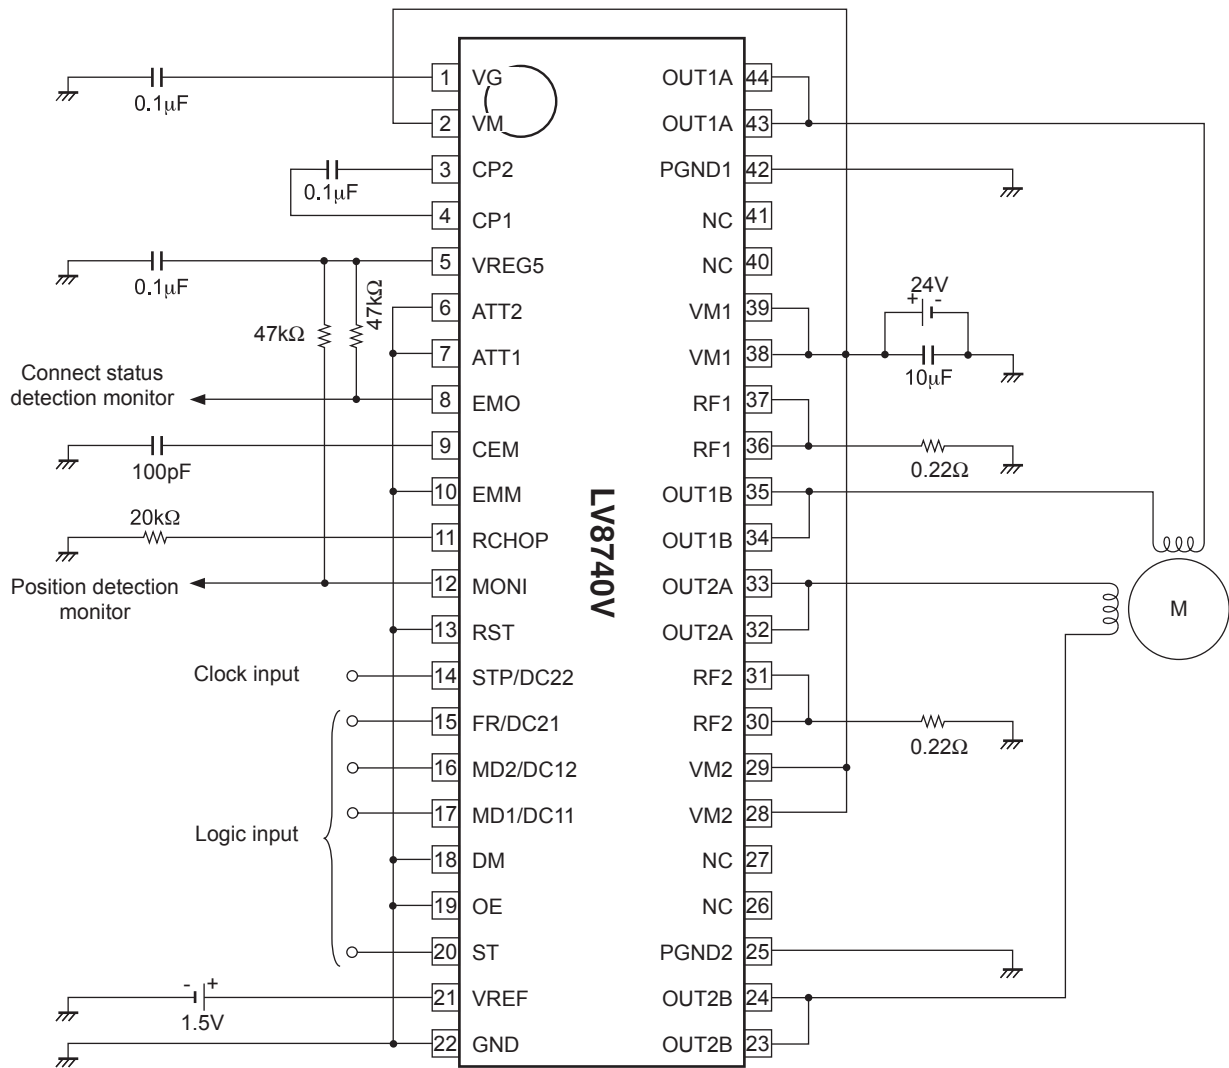 1 VG OUT1A 44
0.1μF
2 VM OUT1A 43
3 CP2 PGND1 42
0.1μF
4 CP1 NC 41
5 VREG5 NC 40
0.1μF
24V
+ -
6 ATT2 VM1 39
47kΩ
47kΩ
7 ATT1 VM1 38
10μF
Connect status
detection monitor
8 EMO RF1 37
9 CEM RF1 36
100pF
0.22Ω
10 EMM OUT1B 35
20kΩ
11 RCHOP OUT1B 34
LV8740V
Position detection
monitor
12 MONI OUT2A 33
M
13 RST OUT2A 32
Clock input
14 STP/DC22 RF2 31
15 FR/DC21 RF2 30
0.22Ω
16 MD2/DC12 VM2 29
17 MD1/DC11 VM2 28
Logic input
18 DM NC 27
19 OE NC 26
20 ST PGND2 25
- +
21 VREF OUT2B 24
1.5V
22 GND OUT2B 23